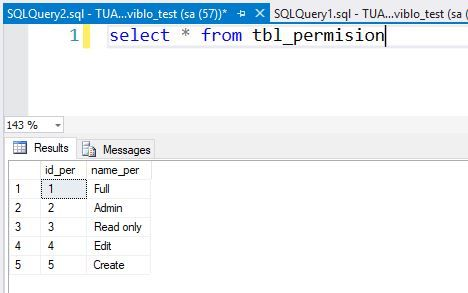 SQLQuery2.sql - TUA...viblo_test (sa (57))* SQLQuery1.sql - TUA...viblo_test (sa (
1 select * from tbl_permision
143 %
Results Messages
id_per name_per
1 1 Full
2 2 Admin
3 3 Read only
4 4 Edit
5 5 Create